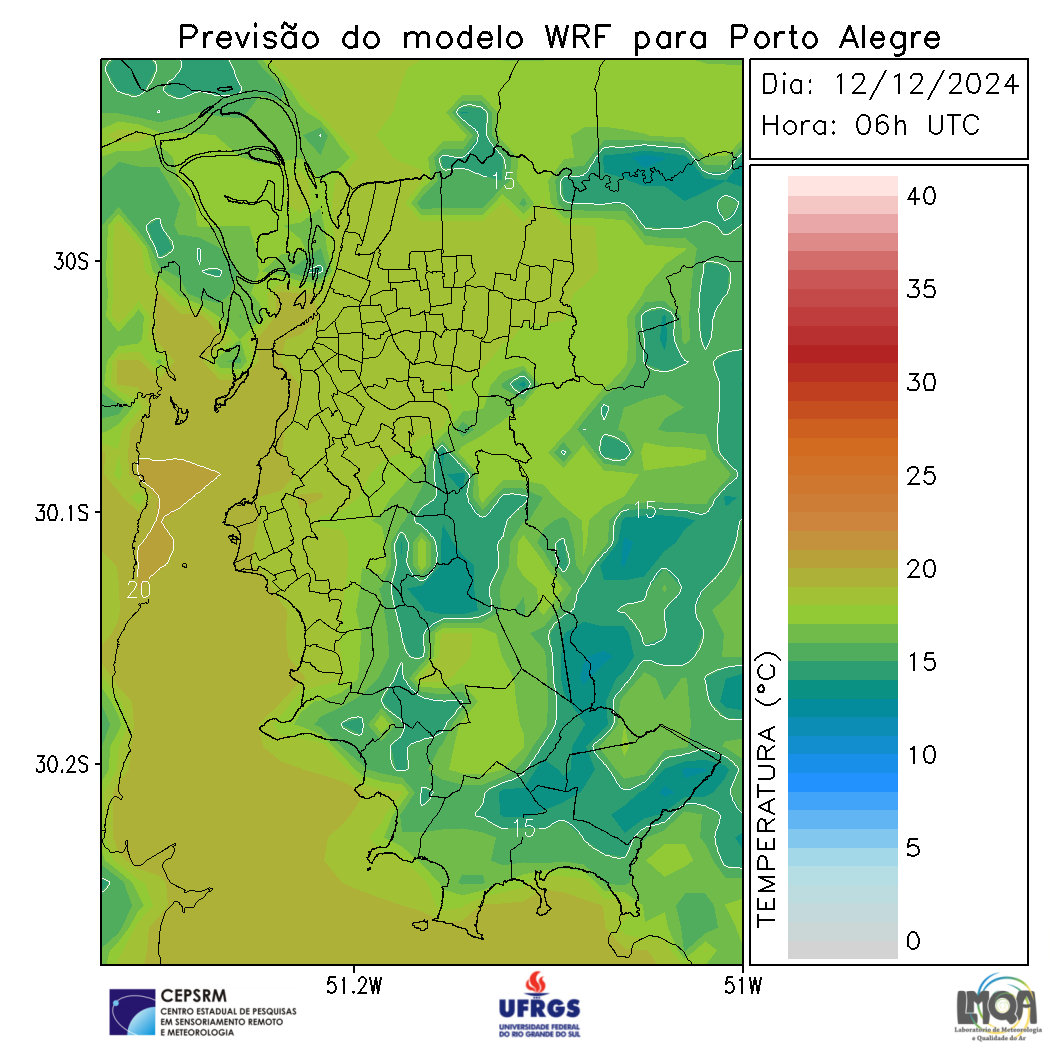 Previsão do modelo WRF para Porto Alegre
Dia: 12/12/2024
Hora: 06h UTC
15
30S
15
30.1S
20
30.2S
15
51.2W
51W
TEMPERATURA (°C)
40
35
30
25
20
15
10
5
0
CEPSRM
CENTRO ESTADUAL DE PESQUISAS
EM SENSORIAMENTO REMOTO
E METEOROLOGIA
UFRGS
UNIVERSIDADE FEDERAL
DO RIO GRANDE DO SUL
LMQA
Laboratório de Meteorologia
e Qualidade do Ar